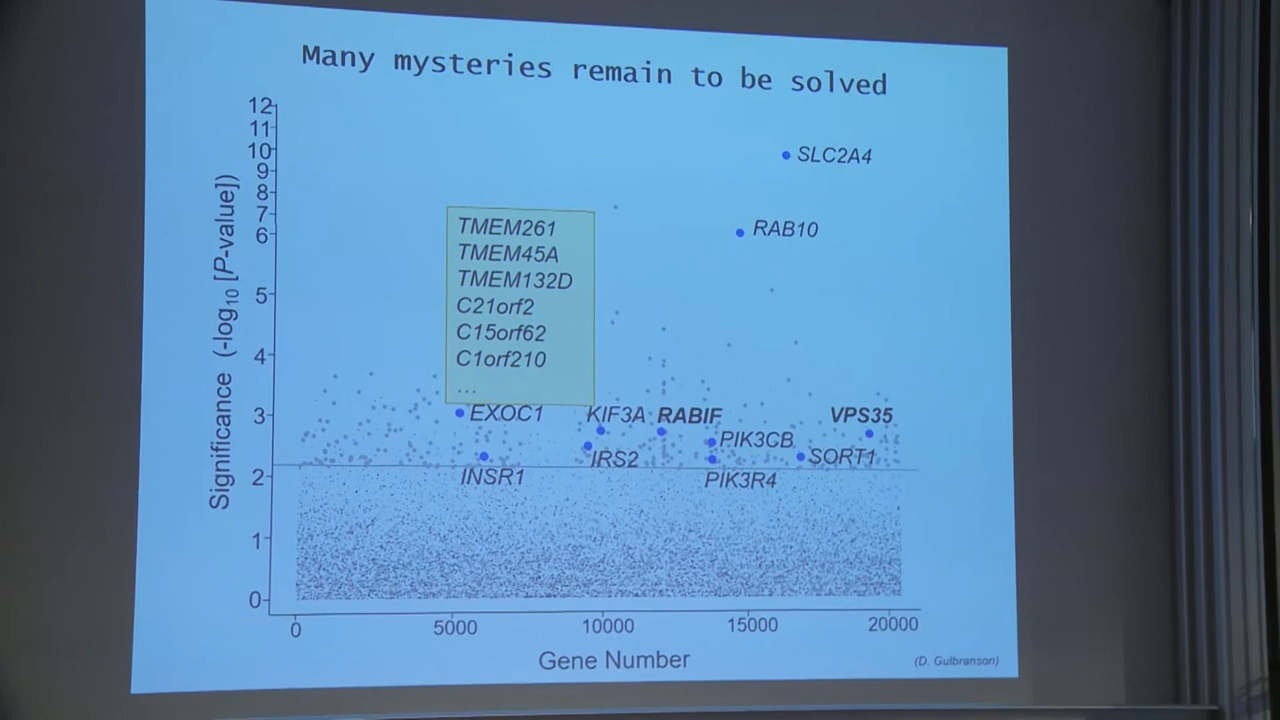 Many mysteries remain to be solved
12
11
10
9
8
7
6
5
4
3
2
1
0
Significance (-log10 [P-value])
SLC2A4
RAB10
TMEM261
TMEM45A
TMEM132D
C21orf2
C15orf62
C1orf210
...
EXOC1
KIF3A
RABIF
VPS35
PIK3CB
IRS2
SORT1
INSR1
PIK3R4
0 5000 10000 15000 20000
Gene Number
(D. Gulbranson)